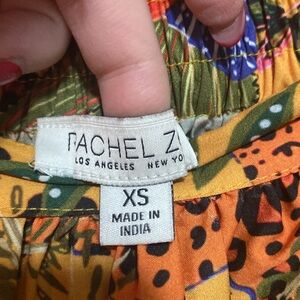 RACHEL Z
LOS ANGELES NEW YO
XS
MADE IN
INDIA